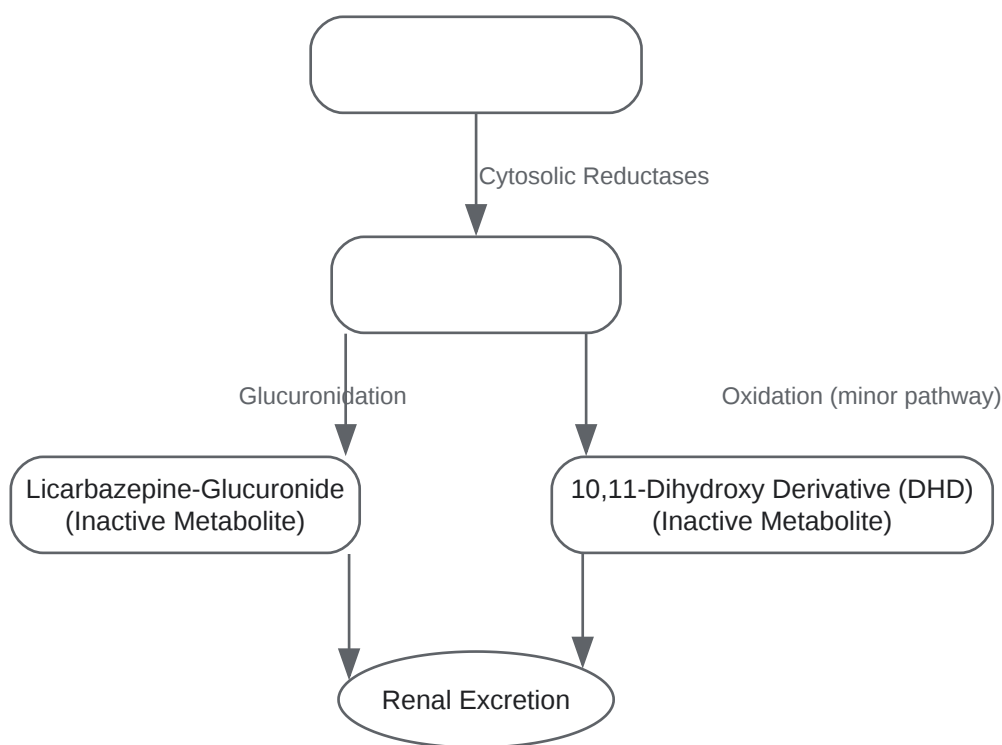 Cytosolic Reductases
Glucuronidation
Oxidation (minor pathway)
Licarbazepine-Glucuronide
(Inactive Metabolite)
10,11-Dihydroxy Derivative (DHD)
(Inactive Metabolite)
Renal Excretion